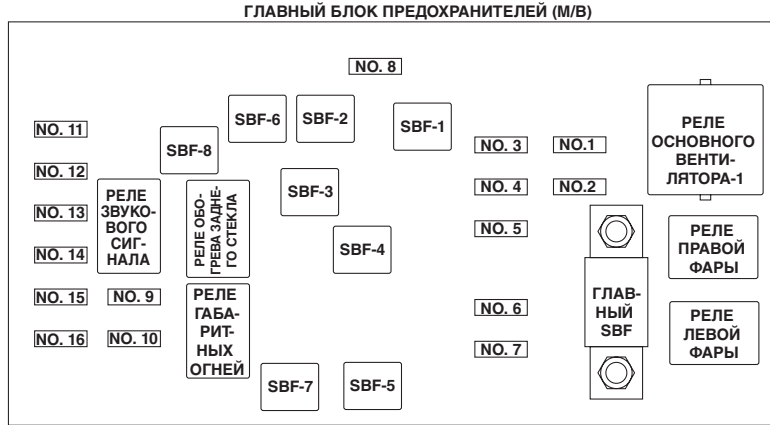 ГЛАВНЫЙ БЛОК ПРЕДОХРАНИТЕЛЕЙ (M/B)
NO. 8
SBF-6
SBF-2
SBF-1
SBF-8
NO. 11
NO. 12
NO. 13
NO. 14
NO. 15
NO. 16
NO. 9
NO. 10
РЕЛЕ
ЗВУКО-
ВОГО
СИГ-
НАЛА
РЕЛЕ ОБО-
ГРЕВА ЗАДНЕ-
ГО СТЕКЛА
РЕЛЕ
ГАБА-
РИТ-
НЫХ
ОГНЕЙ
SBF-3
SBF-4
SBF-7
SBF-5
NO. 3
NO.1
NO. 4
NO.2
NO. 5
NO. 6
NO. 7
РЕЛЕ
ОСНОВНОГО
ВЕНТИ-
ЛЯТОРА-1
ГЛАВ-
НЫЙ
SBF
РЕЛЕ
ПРАВОЙ
ФАРЫ
РЕЛЕ
ЛЕВОЙ
ФАРЫ